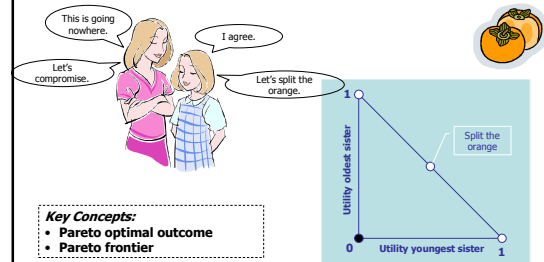 This is going
nowhere.
I agree.
Let's
compromise.
Let's split the
orange.
1
Split the
orange
Utility oldest sister
Key Concepts:
• Pareto optimal outcome
• Pareto frontier
0
Utility youngest sister
1